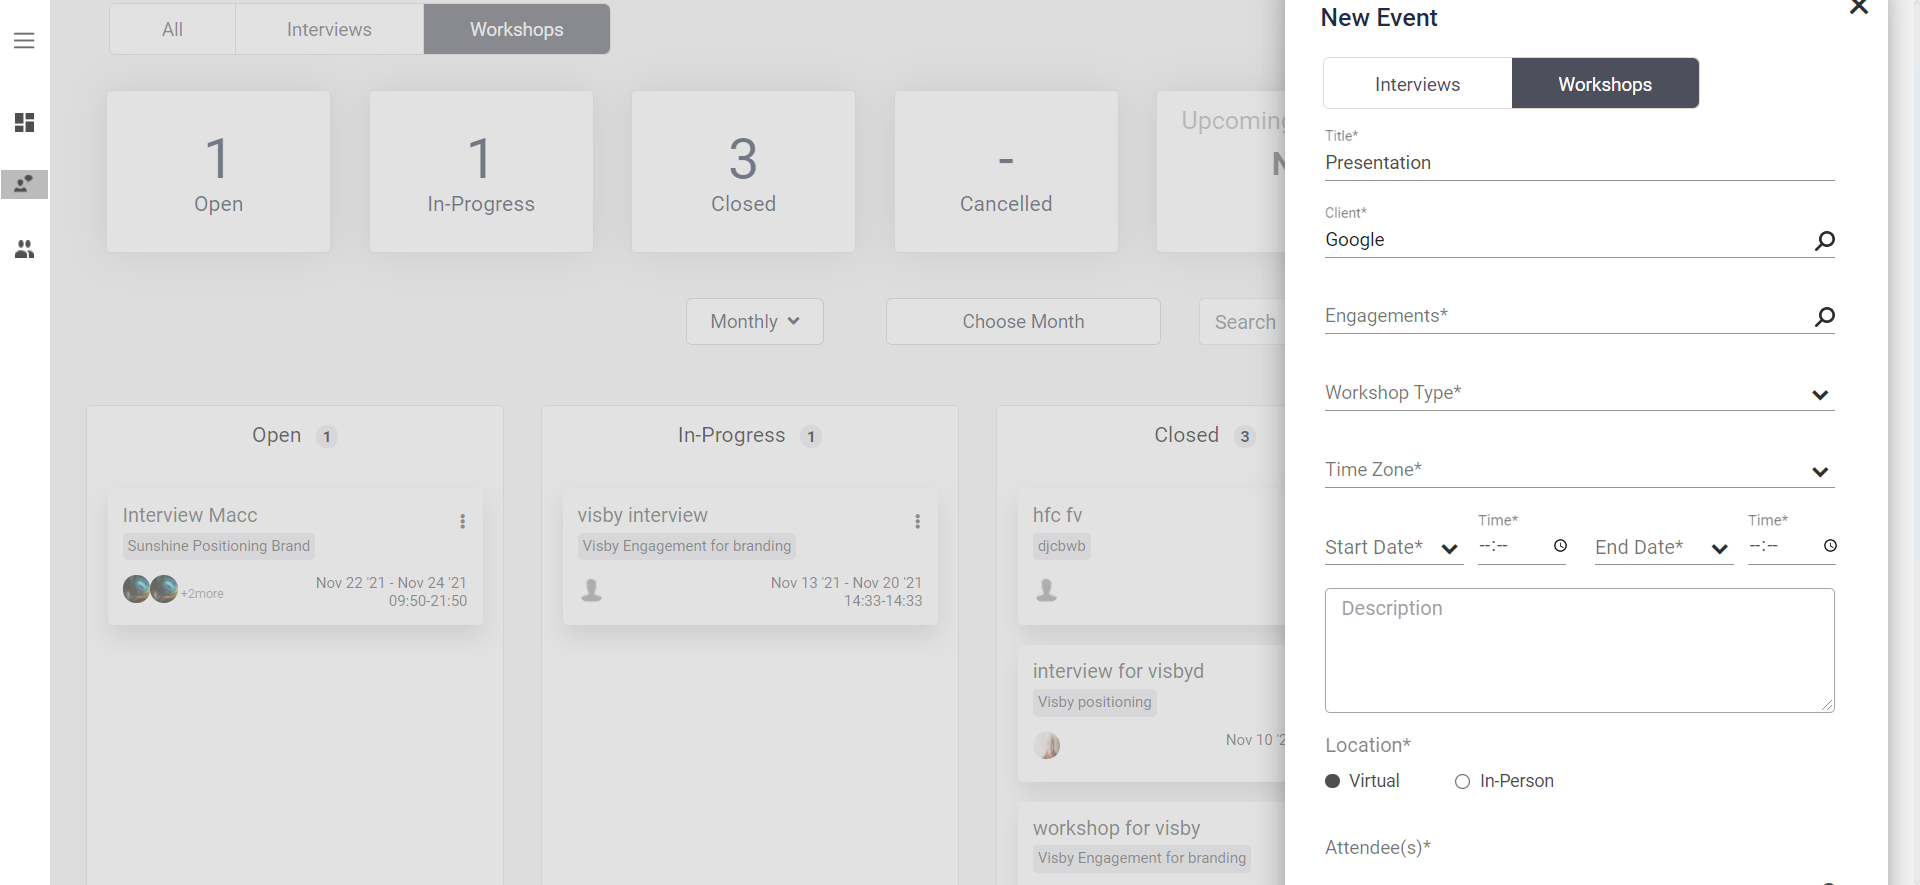 All
Interviews
Workshops
1
Open
1
In-Progress
3
Closed
-
Cancelled
Upcoming
Monthly
Choose Month
Search
Open 1
Interview Macc
Sunshine Positioning Brand
+2more
Nov 22 '21 - Nov 24 '21
09:50-21:50
In-Progress 1
visby interview
Visby Engagement for branding
Nov 13 '21 - Nov 20 '21
14:33-14:33
Closed 3
hfc fv
djcbwb
interview for visbyd
Visby positioning
Nov 10 '2
workshop for visby
Visby Engagement for branding
New Event
Interviews
Workshops
Title*
Presentation
Client*
Google
Engagements*
Workshop Type*
Time Zone*
Start Date*
Time*
--:--
End Date*
Time*
--:--
Description
Location*
Virtual
In-Person
Attendee(s)*